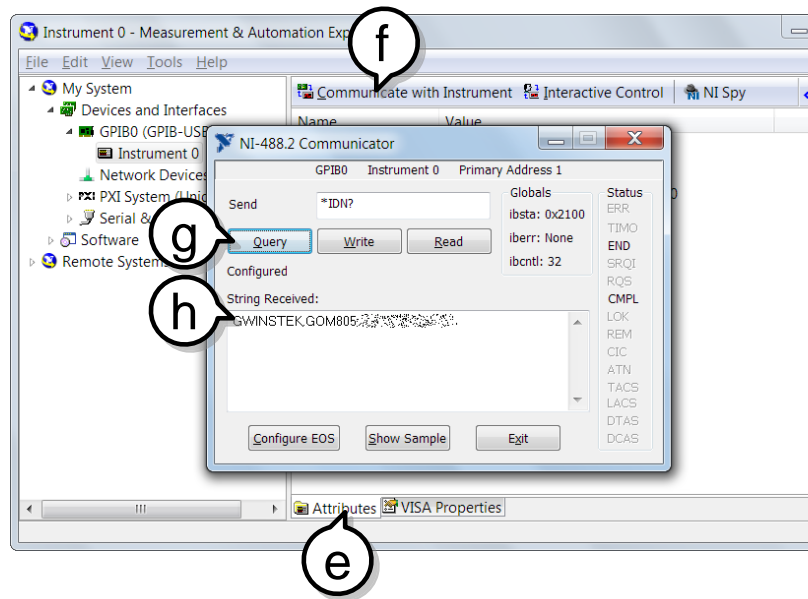 Instrument 0 - Measurement & Automation Exp
f
File Edit View Tools Help
My System
Devices and Interfaces
GPIB0 (GPIB-USB
Instrument 0
Network Devices
PXI PXI System (Unid
Serial &
Software
Remote Systems
Communicate with Instrument Interactive Control NI Spy
Name Value
0
NI-488.2 Communicator
GPIB0 Instrument 0 Primary Address 1
Send *IDN?
g
Query Write Read
Configured
h
String Received:
GWINSTEK,GOM805
Globals
ibsta: 0x2100
iberr: None
ibcntl: 32
Status
ERR
TIMO
END
SRQI
RQS
CMPL
LOK
REM
CIC
ATN
TACS
LACS
DTAS
DCAS
Configure EOS Show Sample Exit
Attributes VISA Properties
e